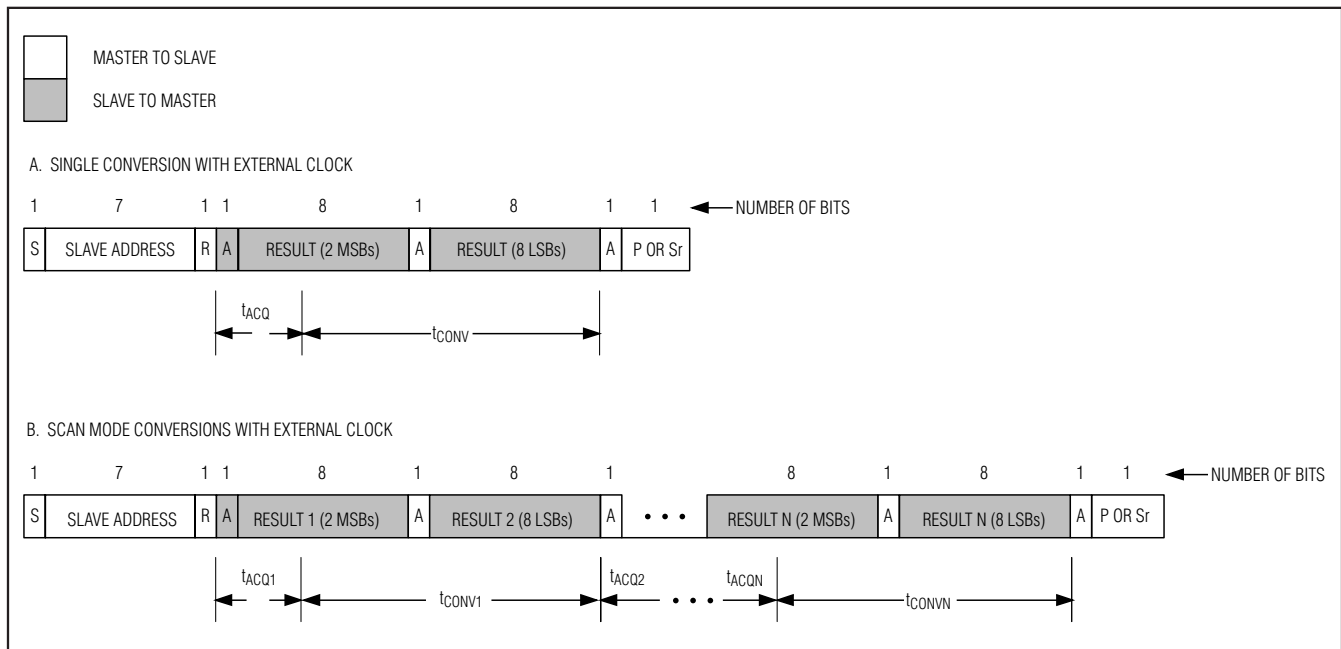 MASTER TO SLAVE
SLAVE TO MASTER
A. SINGLE CONVERSION WITH EXTERNAL CLOCK
1 7 1 1 8 1 8 1 1 NUMBER OF BITS
S SLAVE ADDRESS R A RESULT (2 MSBs) A RESULT (8 LSBs) A P OR Sr
tACQ
tCONV
B. SCAN MODE CONVERSIONS WITH EXTERNAL CLOCK
1 7 1 1 8 1 8 1 8 1 8 1 1 NUMBER OF BITS
S SLAVE ADDRESS R A RESULT 1 (2 MSBs) A RESULT 2 (8 LSBs) A • • • RESULT N (2 MSBs) A RESULT N (8 LSBs) A P OR Sr
tACQ1 tACQ2 tACQN
tCONV1 • • • tCONVN